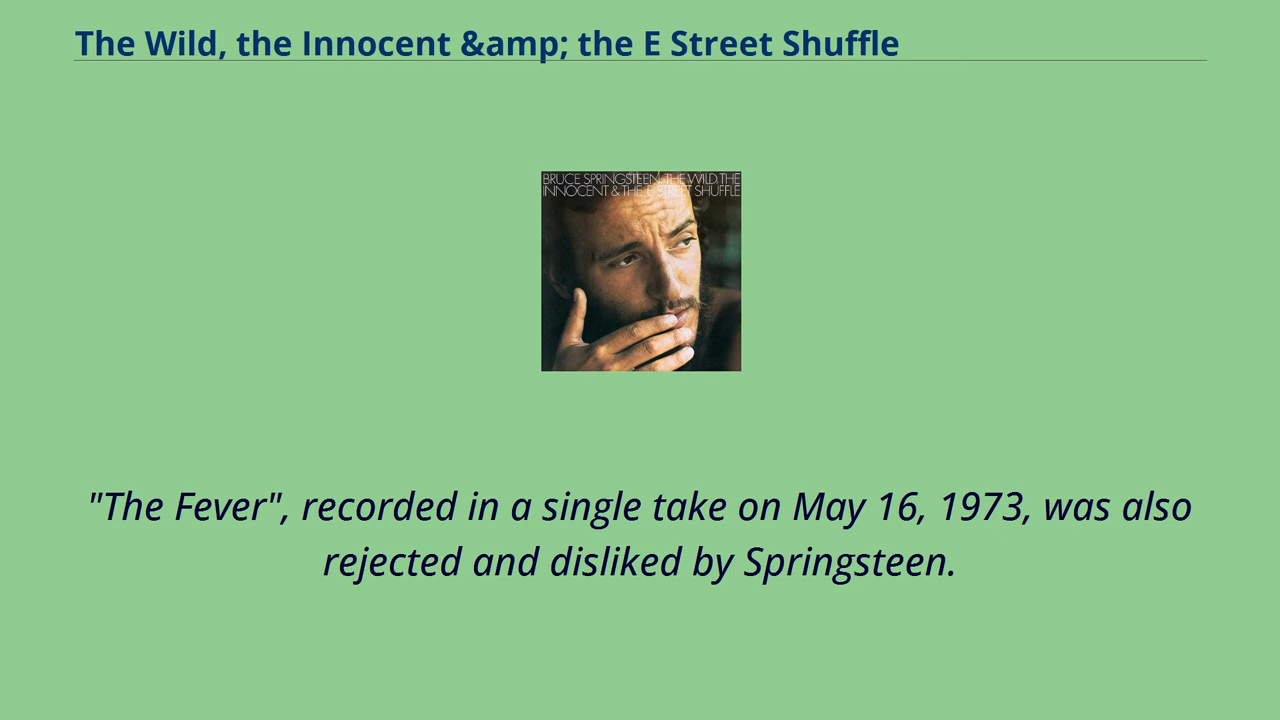 The Wild, the Innocent &amp; the E Street Shuffle
BRUCE SPRINGSTEEN, THE WILD, THE
INNOCENT & THE E STREET SHUFFLE
"The Fever", recorded in a single take on May 16, 1973, was also
rejected and disliked by Springsteen.